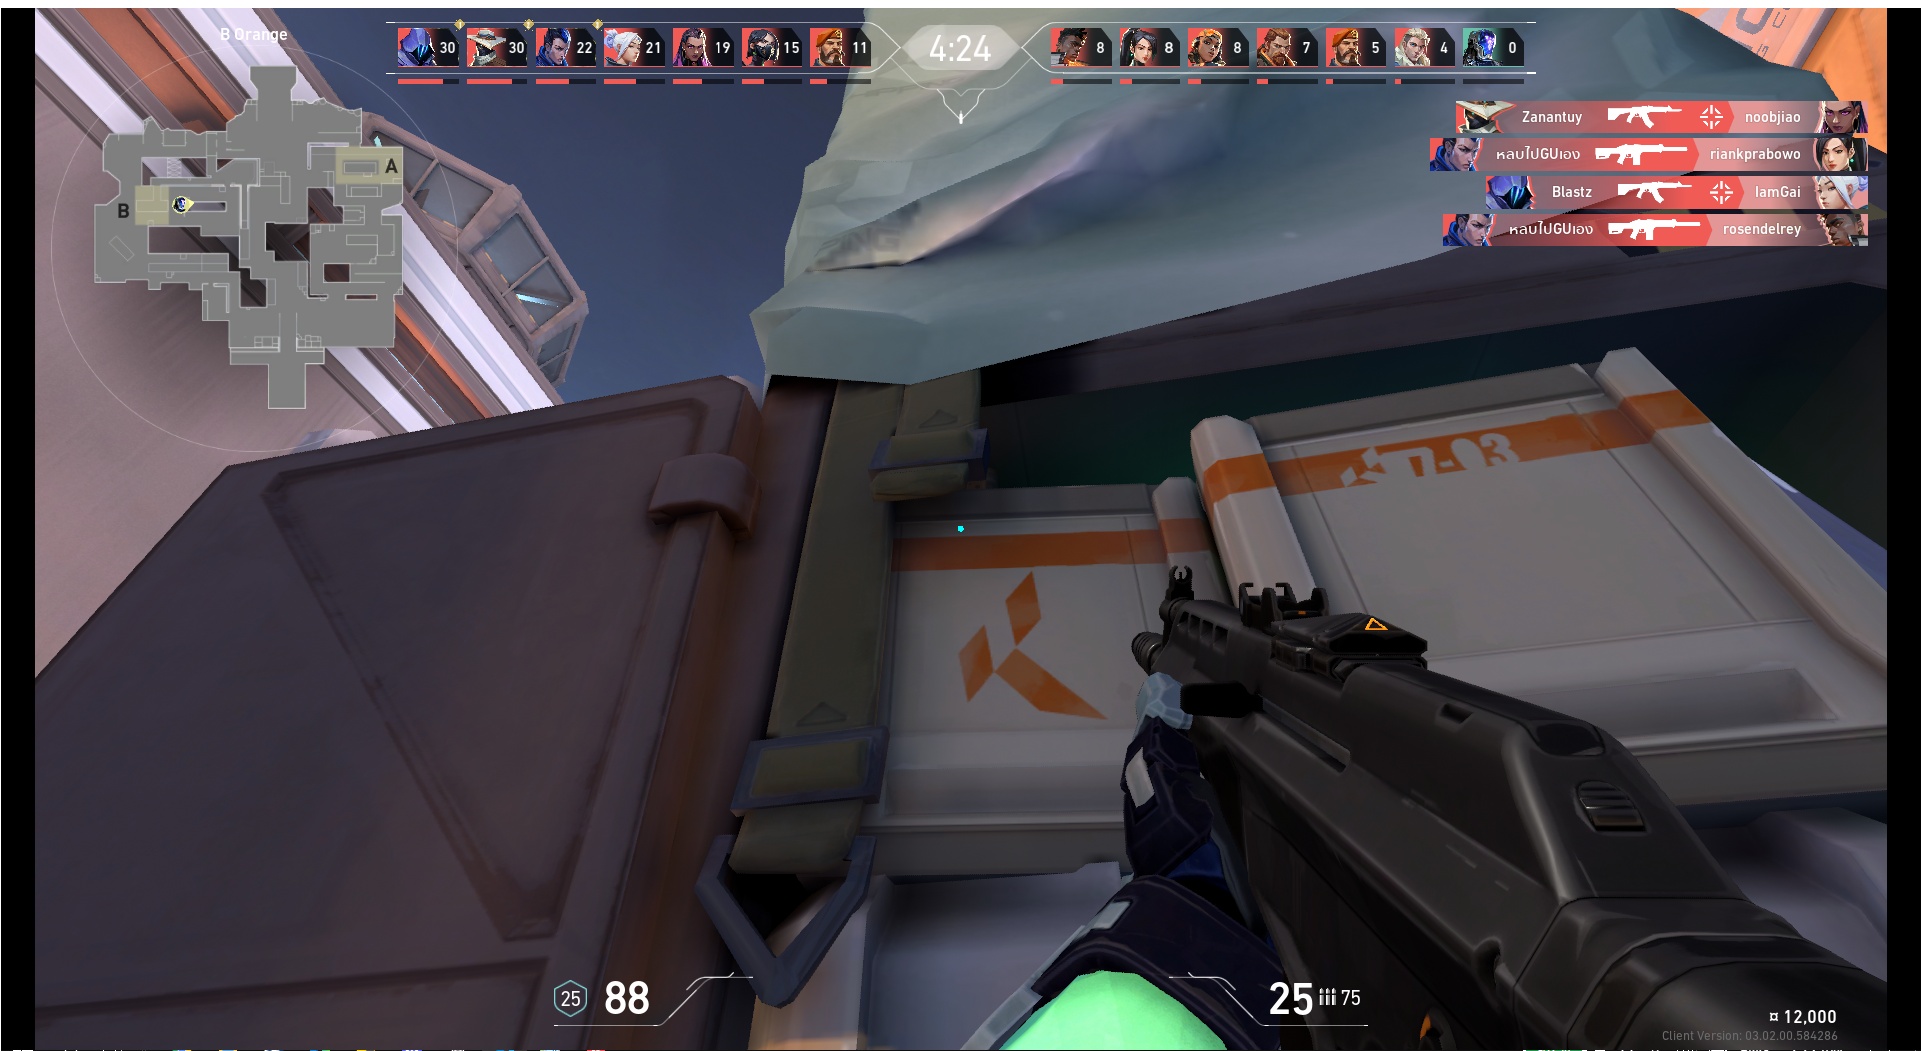 B Orange
30 30 22 21 19 15 11 4:24 8 8 8 7 5 4 0
Zanantuy noobjiao
หลบไปGUเอง riankprabowo
Blastz IamGai
หลบไปGUเอง rosendelrey
A
B
25 88
25 75
¤ 12,000
Client Version: 03.02.00.584286